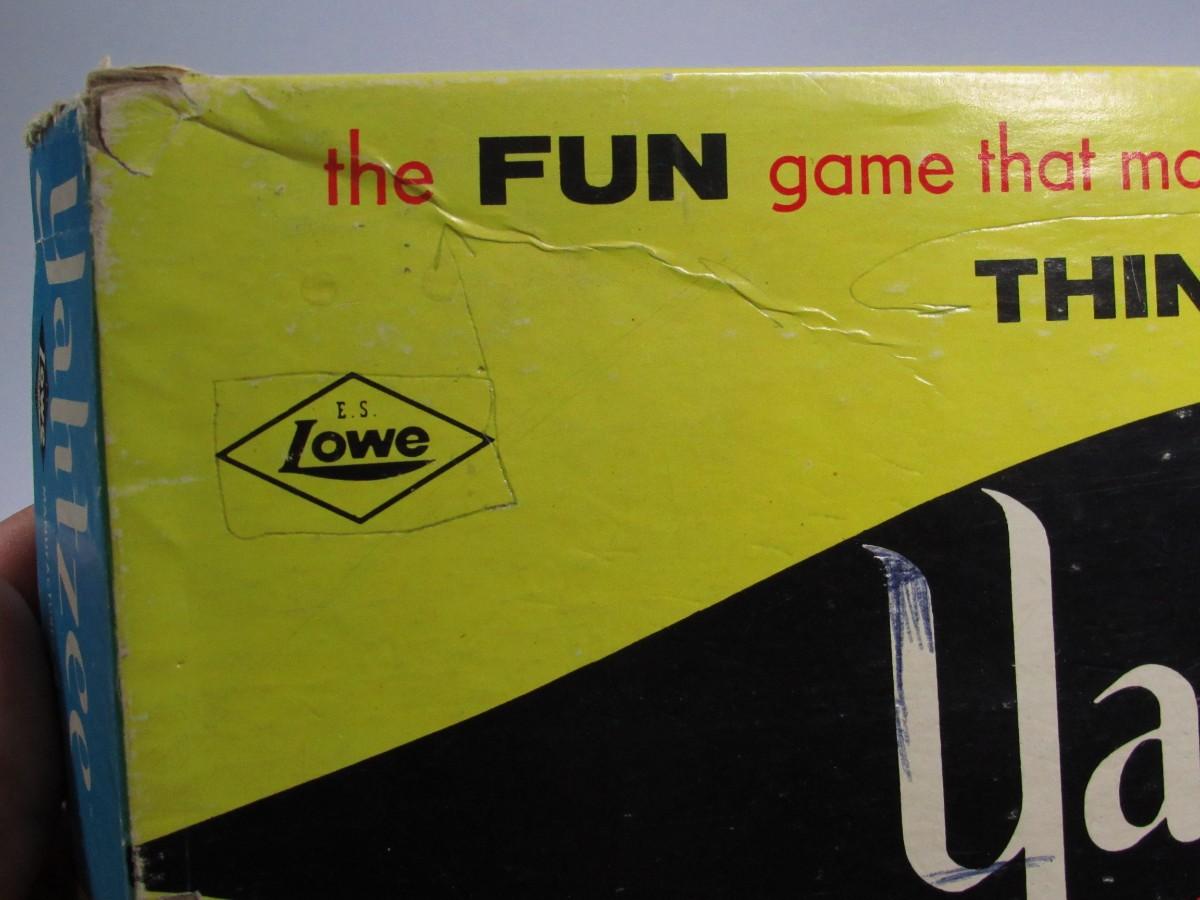 the FUN game that ma
THIN
E.S.
Lowe
Ya
Yahtzee